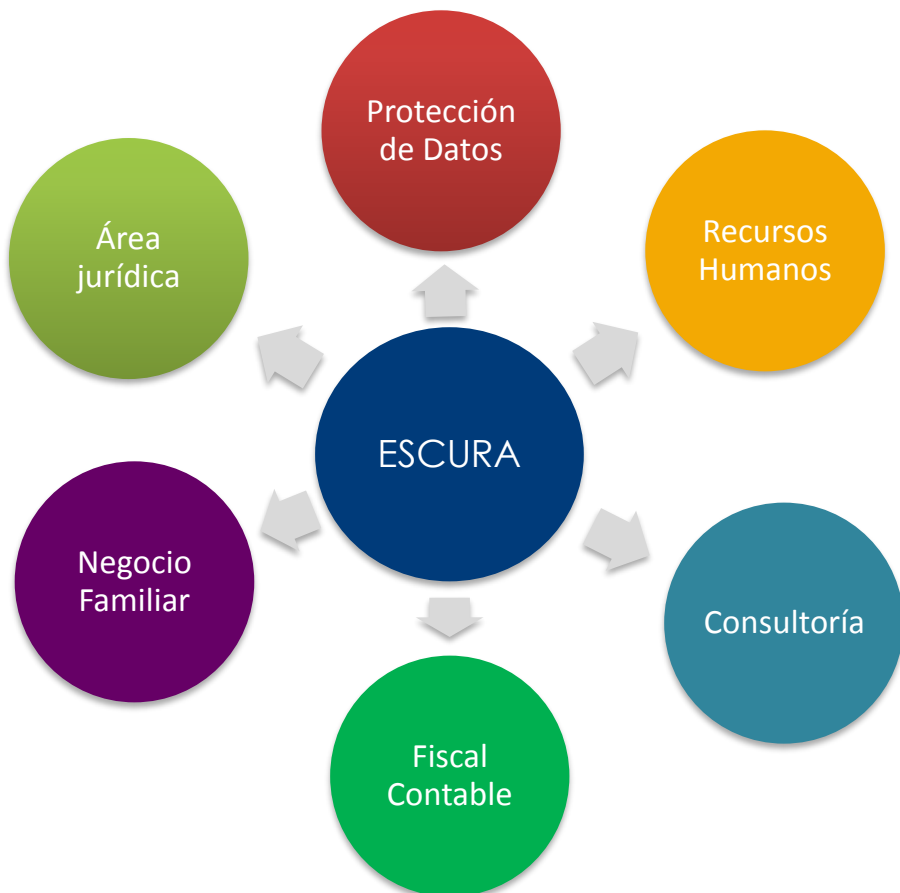 Protección
de Datos
Área
jurídica
Recursos
Humanos
ESCURA
Negocio
Familiar
Consultoría
Fiscal
Contable